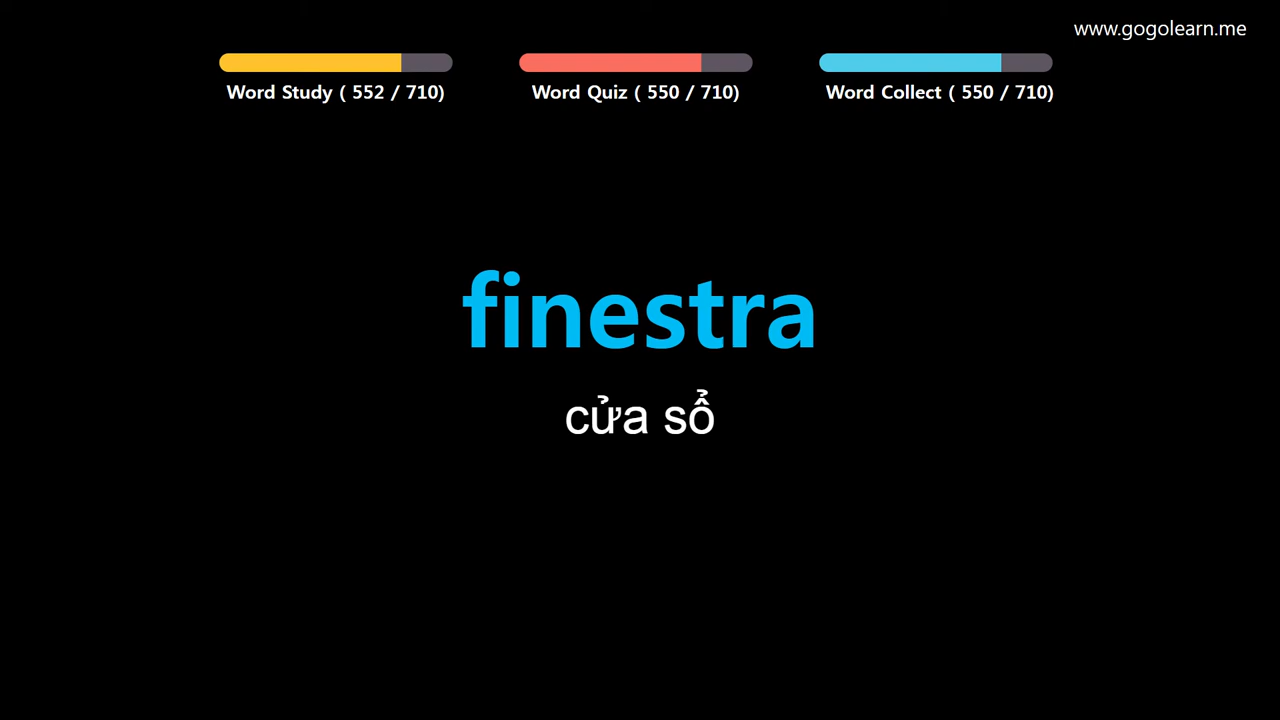 www.gogolearn.me
Word Study ( 552 / 710)
Word Quiz ( 550 / 710)
Word Collect ( 550 / 710)
finestra
cửa sổ